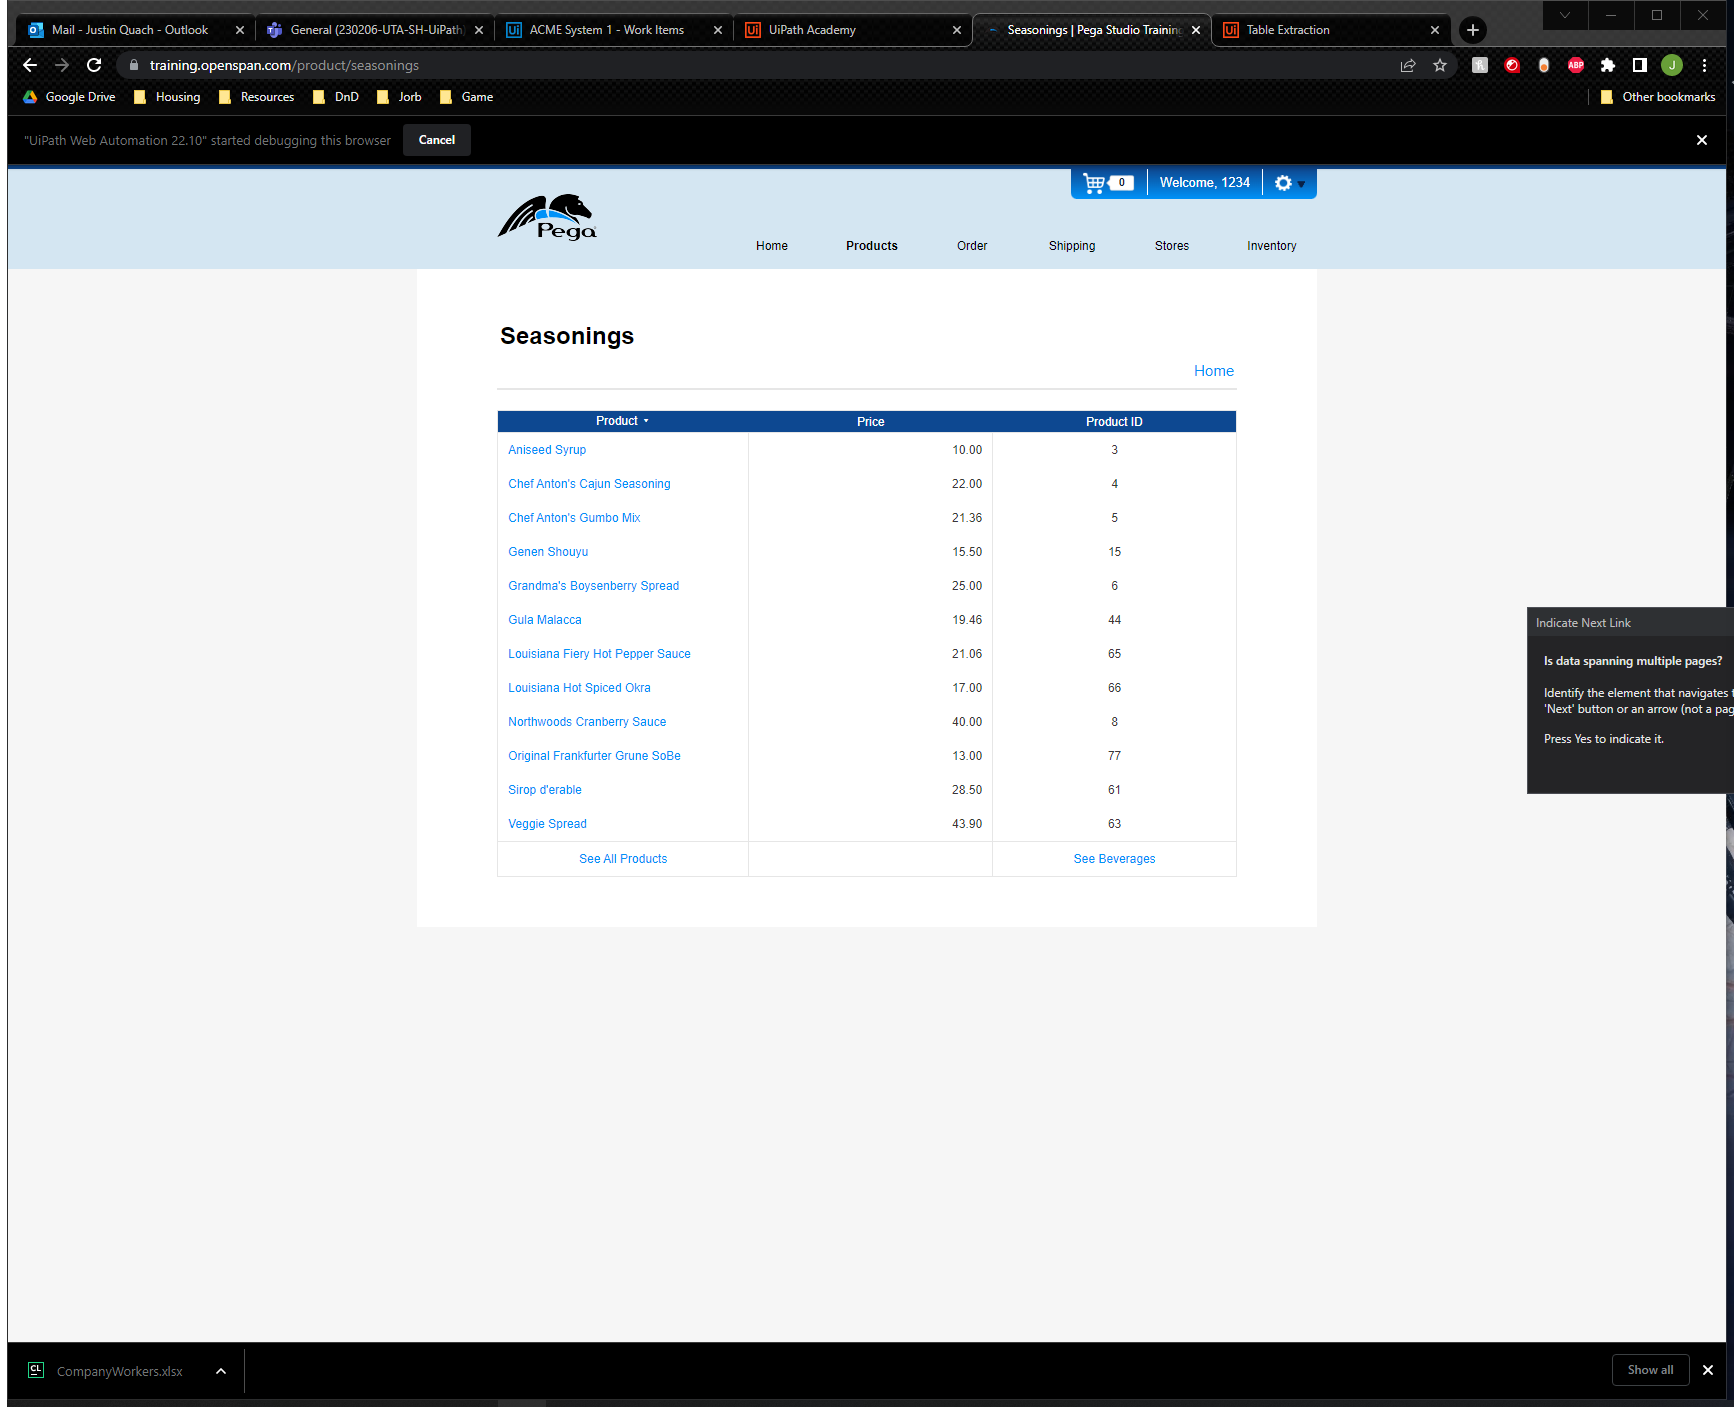 Mail - Justin Quach - Outlook
General (230206-UTA-SH-UiPath)
ACME System 1 - Work Items
UiPath Academy
Seasonings | Pega Studio Training
Table Extraction
training.openspan.com/product/seasonings
ABP
J
Google Drive
Housing
Resources
DnD
Jorb
Game
Other bookmarks
"UiPath Web Automation 22.10" started debugging this browser
Cancel
0
Welcome, 1234
Pega
Home
Products
Order
Shipping
Stores
Inventory
Seasonings
Home
Product Price Product ID
Aniseed Syrup 10.00 3
Chef Anton's Cajun Seasoning 22.00 4
Chef Anton's Gumbo Mix 21.36 5
Genen Shouyu 15.50 15
Grandma's Boysenberry Spread 25.00 6
Gula Malacca 19.46 44
Louisiana Fiery Hot Pepper Sauce 21.06 65
Louisiana Hot Spiced Okra 17.00 66
Northwoods Cranberry Sauce 40.00 8
Original Frankfurter Grune SoBe 13.00 77
Sirop d'erable 28.50 61
Veggie Spread 43.90 63
See All Products See Beverages
Indicate Next Link
Is data spanning multiple pages?
Identify the element that navigates
'Next' button or an arrow (not a pag
Press Yes to indicate it.
CL
CompanyWorkers.xlsx
Show all